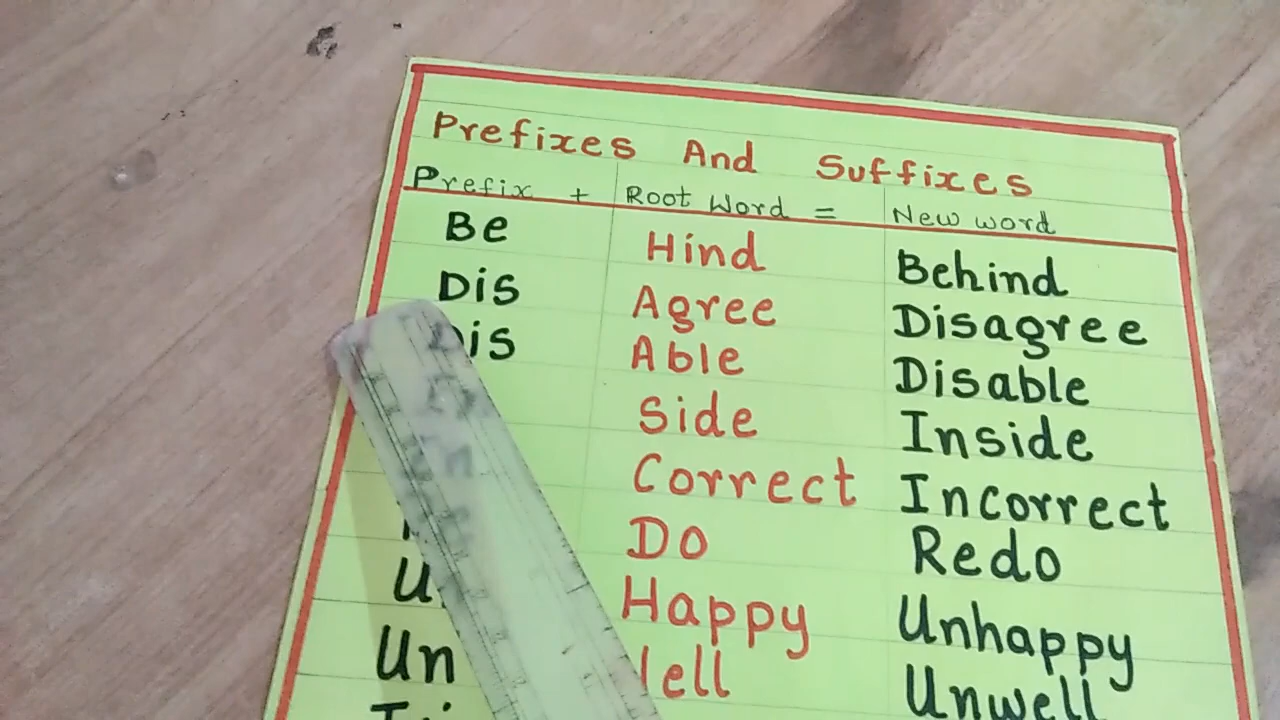 Prefixes And Suffixes
Prefix + Root Word = New word
Be Hind Behind
Dis Agree Disagree
Dis Able Disable
Side Inside
Correct Incorrect
Do Redo
Happy Unhappy
Un Unwell